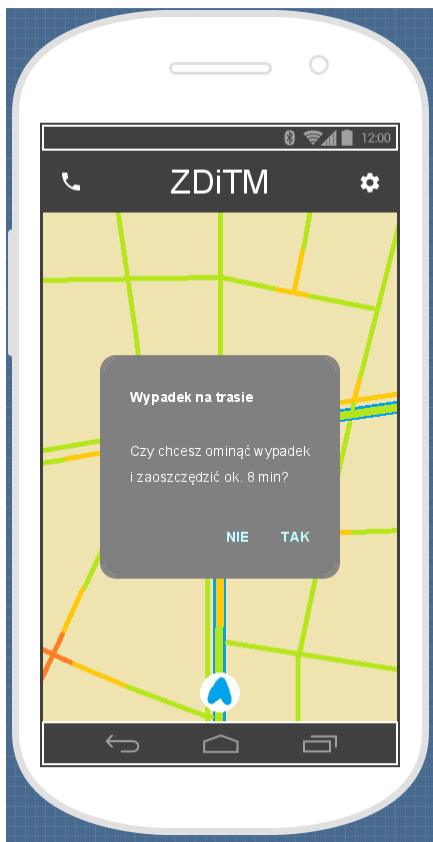 12:00
ZDiTM
Wypadek na trasie
Czy chcesz ominąć wypadek
i zaoszczędzić ok. 8 min?
NIE TAK